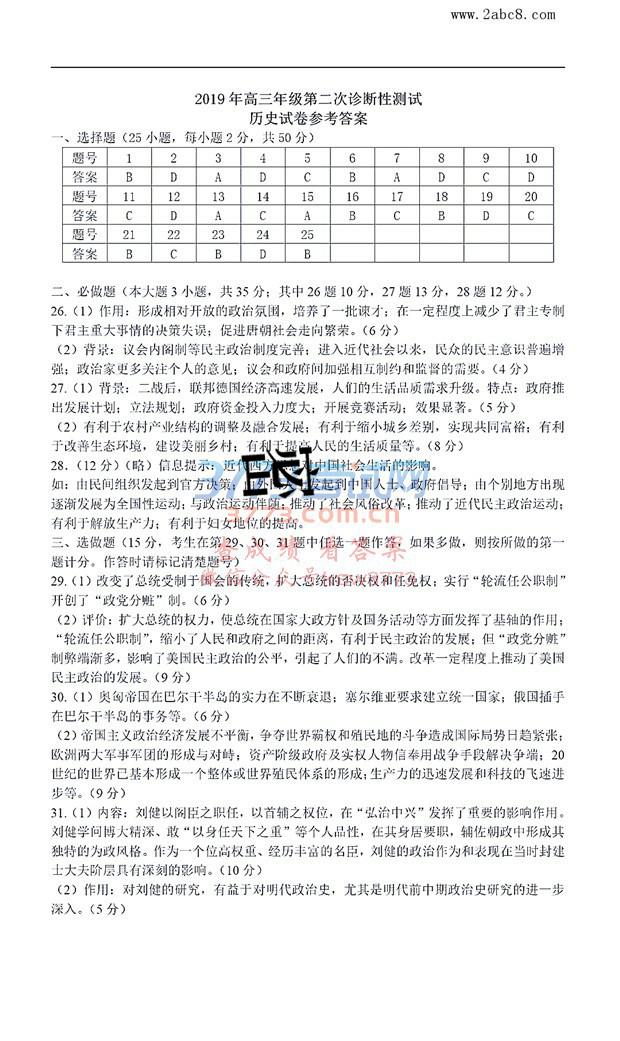 www.2abc8.com
2019 年高三年级第二次诊断性测试
历史试卷参考答案
一、选择题（25 小题，每小题 2 分，共 50 分）
题号 1 2 3 4 5 6 7 8 9 10
答案 B D A D C B A D C D
题号 11 12 13 14 15 16 17 18 19 20
答案 C D A C A B C B D C
题号 21 22 23 24 25
答案 B C B D B
二、必做题（本大题 3 小题，共 35 分；其中 26 题 10 分，27 题 13 分，28 题 12 分。）
26.（1）作用：形成相对开放的政治氛围，培养了一批谏才；在一定程度上减少了君主专制
下君主重大事情的决策失误；促进唐朝社会走向繁荣。（6 分）
（2）背景：议会内阁制等民主政治制度完善；进入近代社会以来，民众的民主意识普遍增
强；政治家更多关注个人的意见；议会和政府间加强相互制约和监督的需要。（4 分）
27.（1）背景：二战后，联邦德国经济高速发展，人们的生活品质需求升级。特点：政府推
出发展计划；立法规划；政府资金投入力度大；开展竞赛活动；效果显著。（5 分）
（2）有利于农村产业结构的调整及融合发展；有利于缩小城乡差别，实现共同富裕；有利
于改善生态环境，建设美丽乡村；有利于提高人民的生活质量等。（8 分）
28.（12 分）（略）信息提示：近代西方对中国社会生活的影响。
如：由民间组织发起到官方决策；由外国人士发起到中国人士、政府倡导；由个别地方出现
逐渐发展为全国性运动；与政治运动伴随；推动了社会风俗改革；推动了近代民主政治运动；
有利于解放生产力；有利于妇女地位的提高。
3773.com
查成绩看答案
三、选做题（15 分，考生在第 29、30、31 题中任选一题作答，如果多做，则按所做的第一
题计分。作答时请标记清楚题号）
29.（1）改变了总统受制于国会的传统，扩大总统的否决权和任免权；实行“轮流任公职制”
开创了“政党分赃”制。（6 分）
（2）评价：扩大总统的权力，使总统在国家大政方针及国务活动等方面发挥了基轴的作用；
“轮流任公职制”，缩小了人民和政府之间的距离，有利于民主政治的发展；但“政党分赃”
制弊端渐多，影响了美国民主政治的公平，引起了人们的不满。改革一定程度上推动了美国
民主政治的发展。（9 分）
30.（1）奥匈帝国在巴尔干半岛的实力在不断衰退；塞尔维亚要求建立统一国家；俄国插手
在巴尔干半岛的事务等。（6 分）
（2）帝国主义政治经济发展不平衡，争夺世界霸权和殖民地的斗争造成国际局势日趋紧张；
欧洲两大军事军团的形成与对峙；资产阶级政府及实权人物信奉用战争手段解决争端；20
世纪的世界已基本形成一个整体或世界殖民体系的形成；生产力的迅速发展和科技的飞速进
步等。（9 分）
31.（1）内容：刘健以阁臣之职任，以首辅之权位，在“弘治中兴”发挥了重要的影响作用。
刘健学问博大精深、敢“以身任天下之重”等个人品性，在其身居要职，辅佐朝政中形成其
独特的为政风格。作为一个位高权重、经历丰富的名臣，刘健的政治作为和表现在当时封建
士大夫阶层具有深刻的影响。（10 分）
（2）作用：对刘健的研究，有益于对明代政治史，尤其是明代前中期政治史研究的进一步
深入。（5 分）